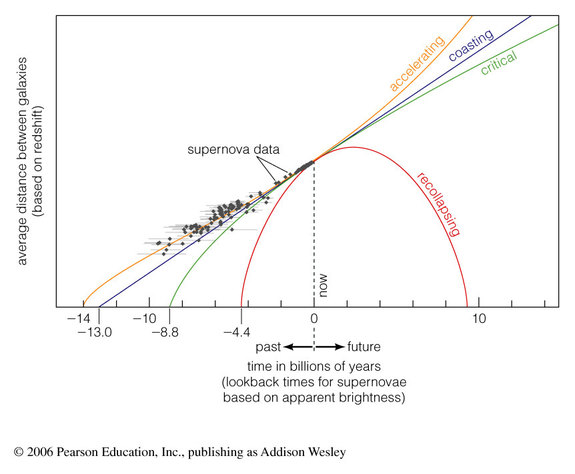 average distance between galaxies
(based on redshift)
accelerating
coasting
critical
supernova data
recollapsing
now
−14
−10
0
10
−13.0
−8.8
−4.4
past
future
time in billions of years
(lookback times for supernovae
based on apparent brightness)
© 2006 Pearson Education, Inc., publishing as Addison Wesley